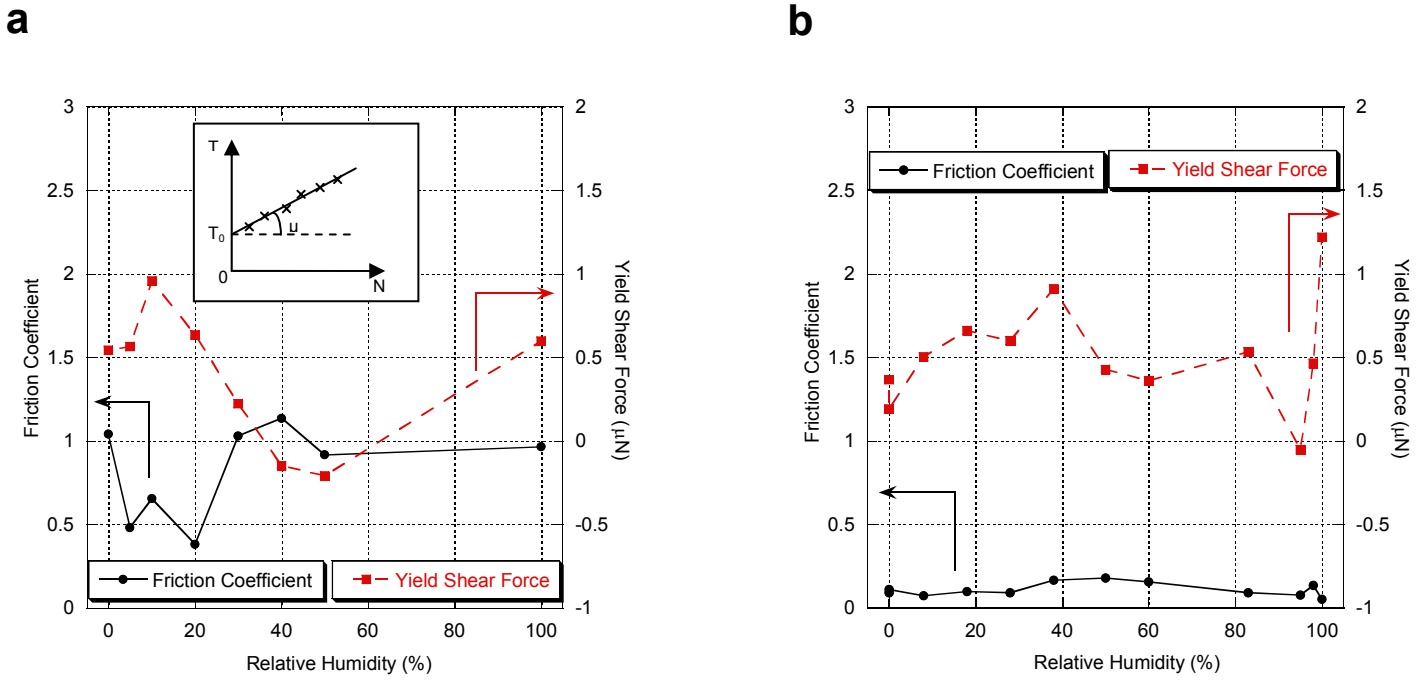 a
3
2.5
2
1.5
1
0.5
0
Friction Coefficient
T
T0
0
μ
N
2
1.5
1
0.5
0
-0.5
-1
Yield Shear Force (μN)
Friction Coefficient
Yield Shear Force
0
20
40
60
80
100
Relative Humidity (%)
b
3
2.5
2
1.5
1
0.5
0
Friction Coefficient
Friction Coefficient
Yield Shear Force
2
1.5
1
0.5
0
-0.5
-1
Yield Shear Force (μN)
0
20
40
60
80
100
Relative Humidity (%)